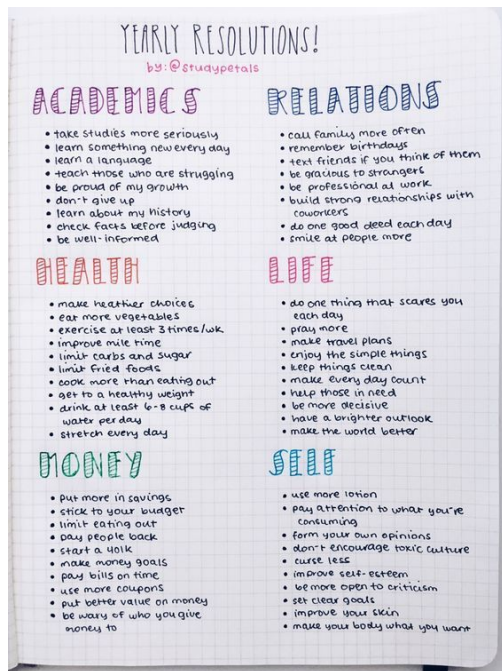 YEARLY RESOLUTIONS!
by: @studypetals
ACADEMICS
• take studies more seriously
• learn something new every day
• learn a language
• teach those who are struggling
• be proud of my growth
• don't give up
• learn about my history
• check facts before judging
• be well-informed
RELATIONS
• call family more often
• remember birthdays
• text friends if you think of them
• be gracious to strangers
• be professional at work
• build strong relationships with
coworkers
• do one good deed each day
• smile at people more
HEALTH
• make healthier choices
• eat more vegetables
• exercise at least 3 times/wk
• improve mile time
• limit carbs and sugar
• limit fried foods
• cook more than eating out
• get to a healthy weight
• drink at least 6-8 cups of
water per day
• stretch every day
LIFE
• do one thing that scares you
each day
• pray more
• make travel plans
• enjoy the simple things
• keep things clean
• make every day count
• help those in need
• be more decisive
• have a brighter outlook
• make the world better
MONEY
• put more in savings
• stick to your budget
• limit eating out
• pay people back
• start a 401k
• make money goals
• pay bills on time
• use more coupons
• put better value on money
• be wary of who you give
money to
SELF
• use more lotion
• pay attention to what you're
consuming
• form your own opinions
• don't encourage toxic culture
• curse less
• improve self-esteem
• be more open to criticism
• set clear goals
• improve your skin
• make your body what you want